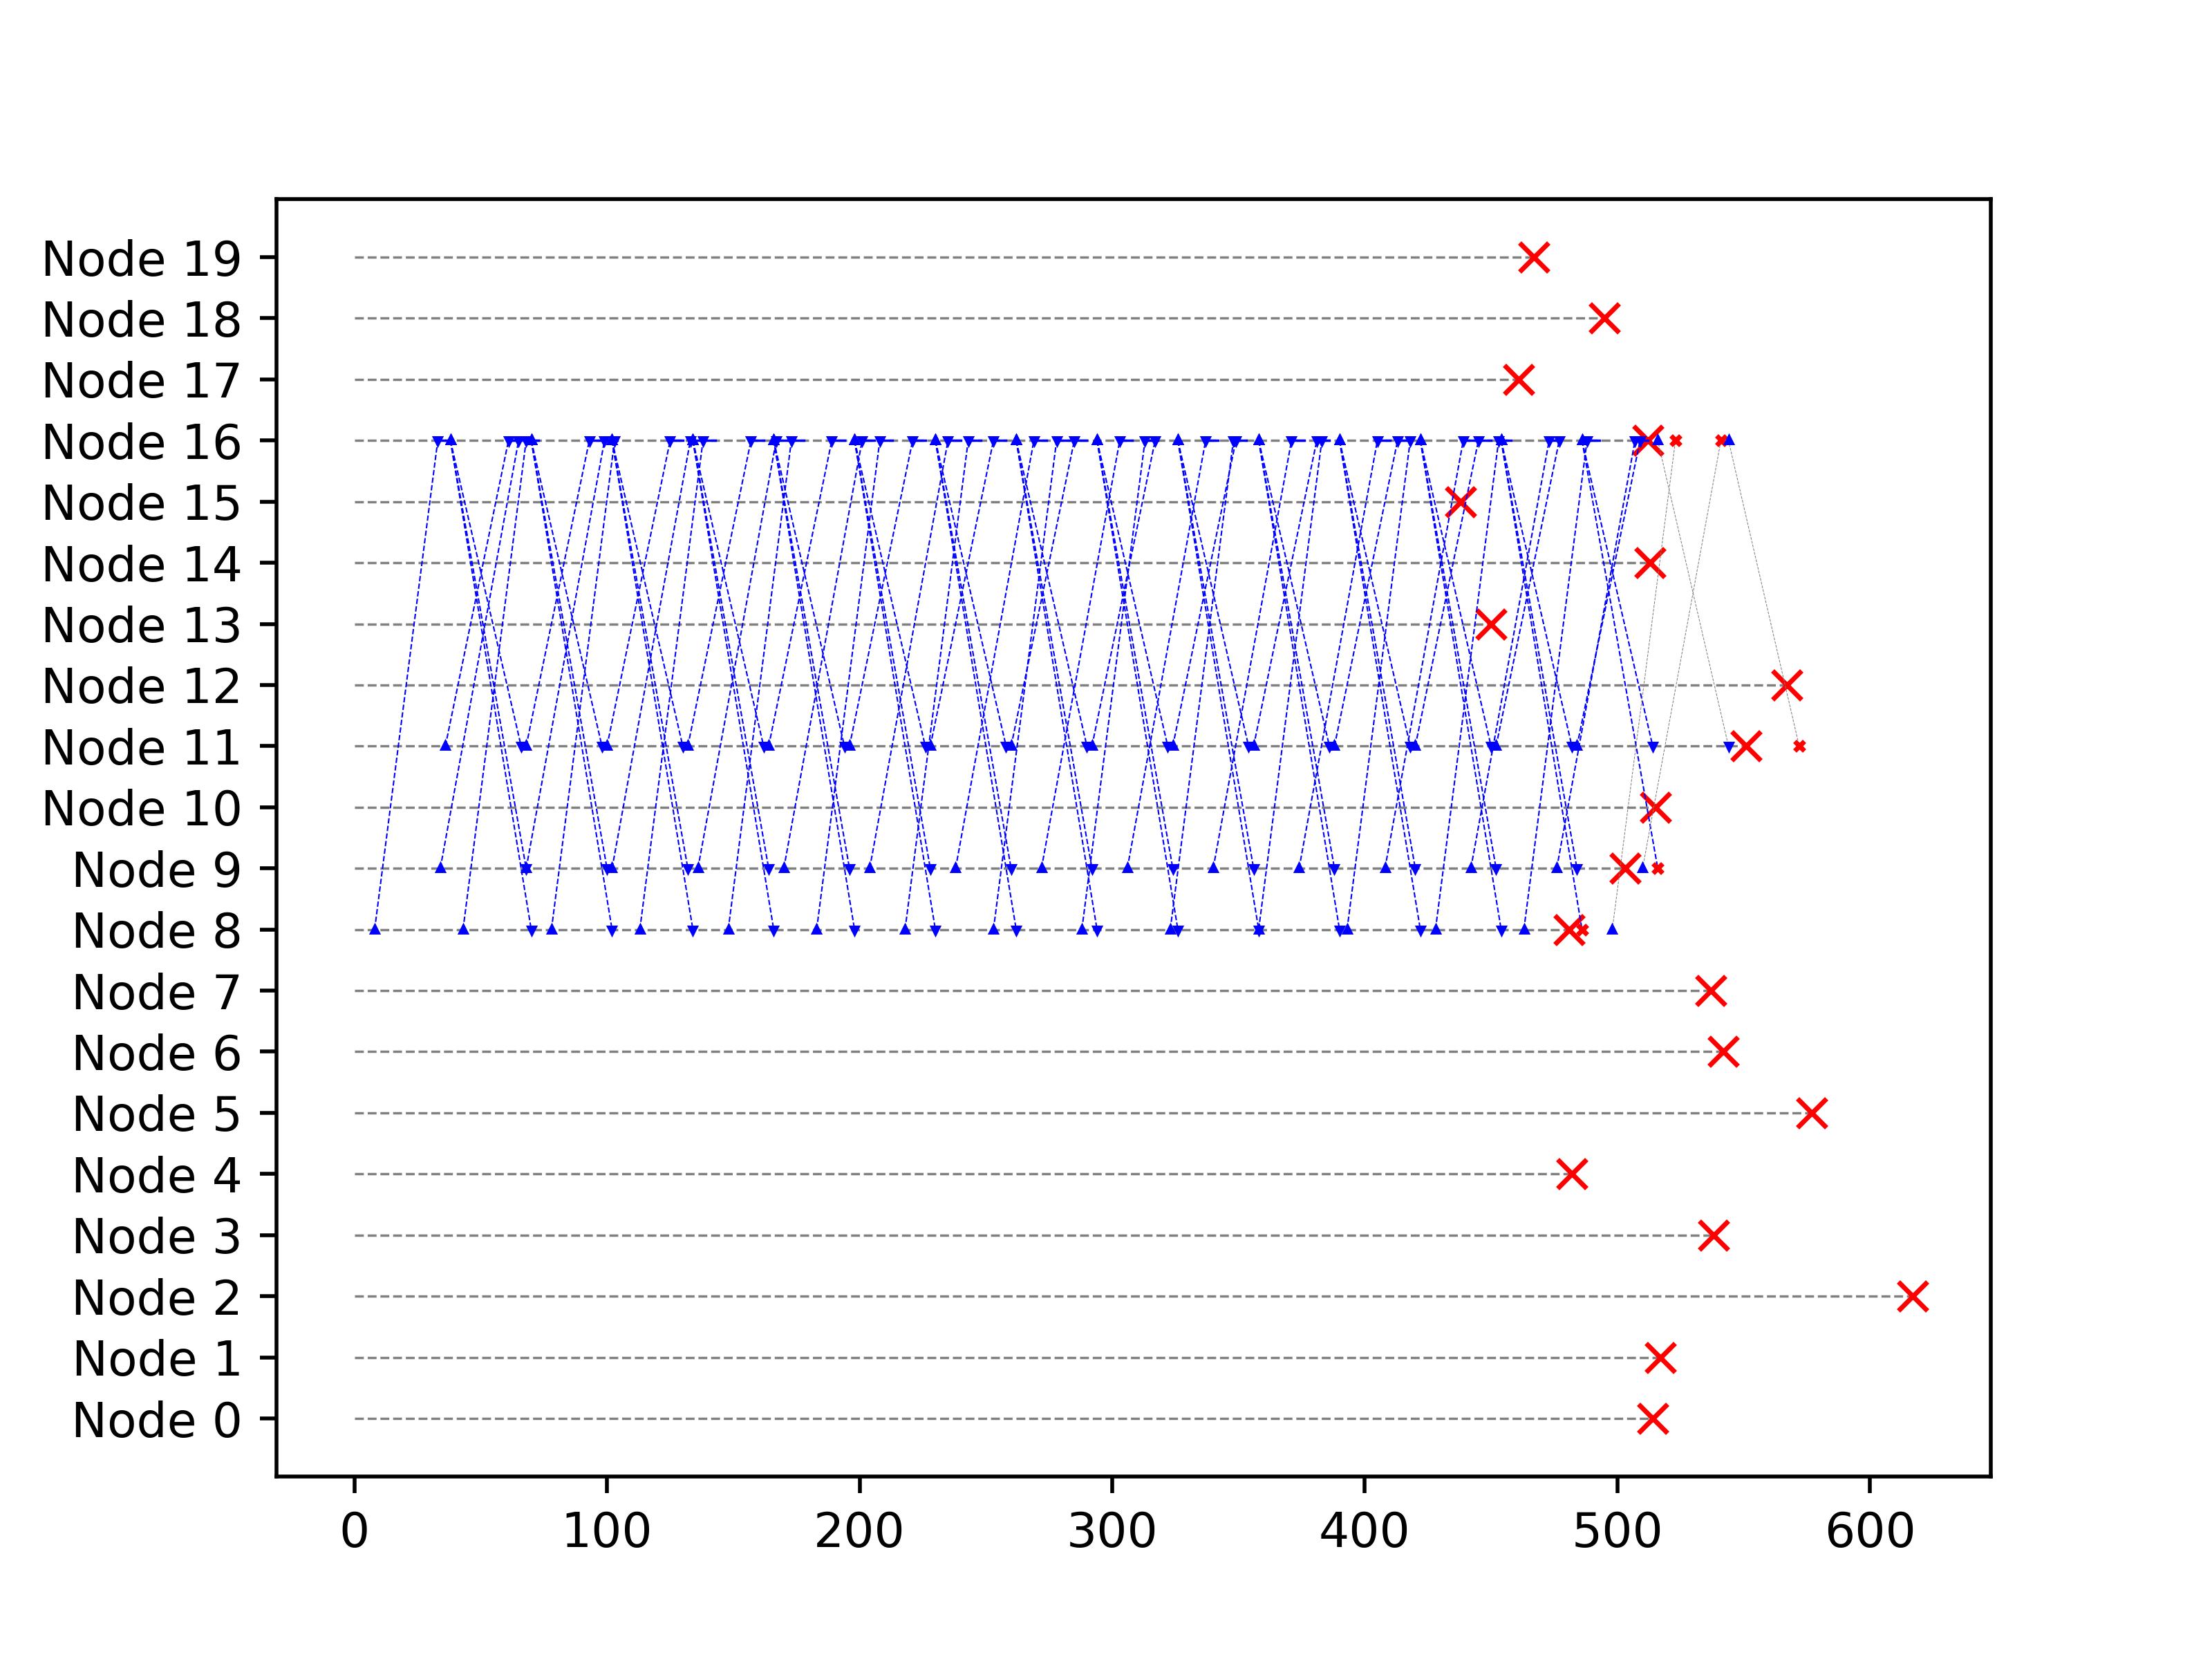 Node 19
Node 18
Node 17
Node 16
Node 15
Node 14
Node 13
Node 12
Node 11
Node 10
Node 9
Node 8
Node 7
Node 6
Node 5
Node 4
Node 3
Node 2
Node 1
Node 0
0 100 200 300 400 500 600